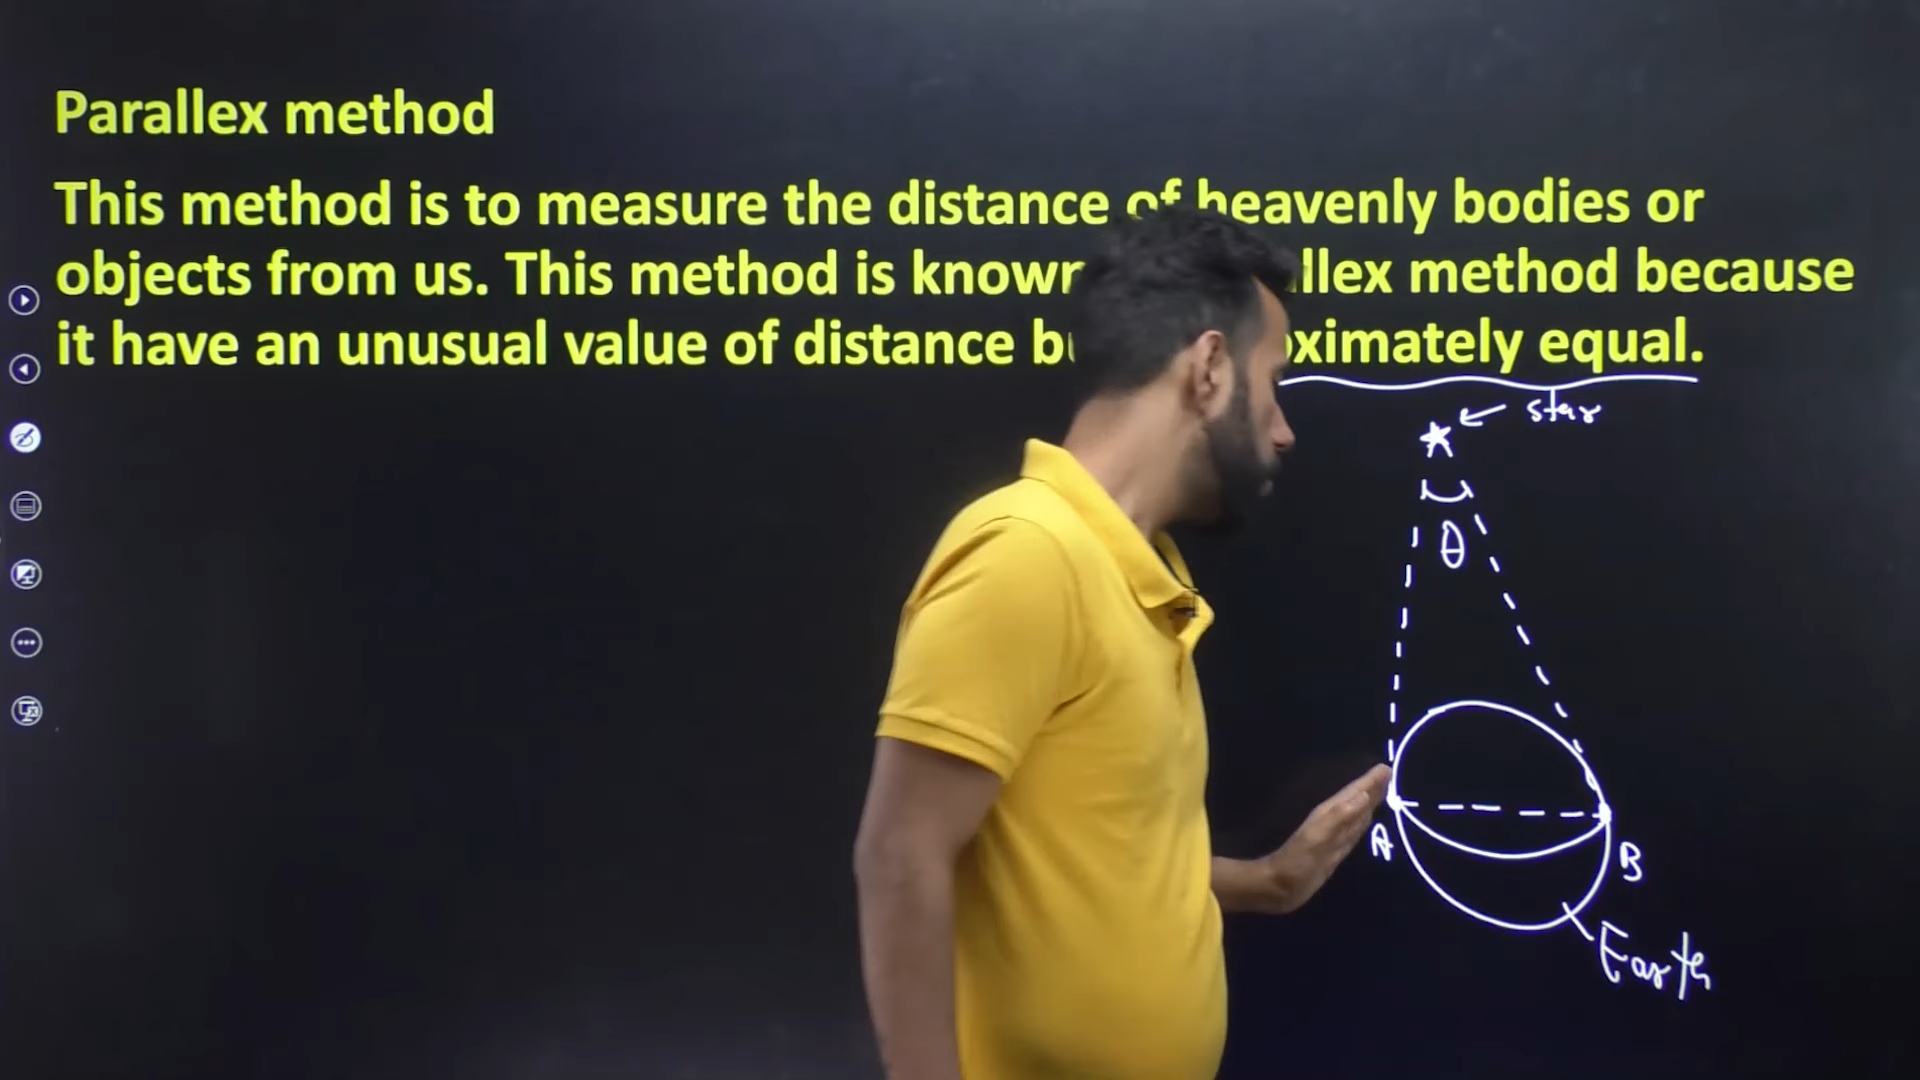 Parallex method
This method is to measure the distance of heavenly bodies or
objects from us. This method is known llex method because
it have an unusual value of distance oximately equal.
star
θ
A
B
Earth